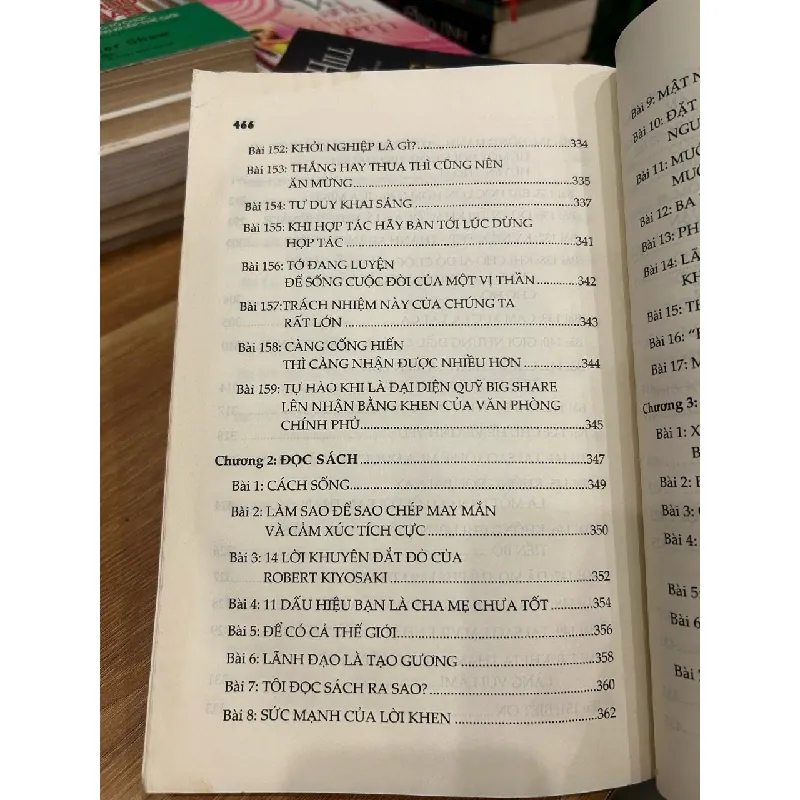 HILL
466
Bài 152: KHỞI NGHIỆP LÀ GÌ?.....334
Bài 153: THẮNG HAY THUA THÌ CŨNG NÊN
ĂN MỪNG.....335
Bài 154: TƯ DUY KHAI SÁNG.....337
Bài 155: KHI HỢP TÁC HÃY BÀN TỚI LÚC DỪNG
HỢP TÁC.....341
Bài 156: TỚ ĐANG LUYỆN
ĐỂ SỐNG CUỘC ĐỜI CỦA MỘT VỊ THẦN.....342
Bài 157:TRÁCH NHIỆM NÀY CỦA CHÚNG TA
RẤT LỚN.....343
Bài 158: CÀNG CỐNG HIẾN
THÌ CÀNG NHẬN ĐƯỢC NHIỀU HƠN.....344
Bài 159: TỰ HÀO KHI LÀ ĐẠI DIỆN QUỸ BIG SHARE
LÊN NHẬN BẰNG KHEN CỦA VĂN PHÒNG
CHÍNH PHỦ.....345
Chương 2: ĐỌC SÁCH.....347
Bài 1: CÁCH SỐNG.....349
Bài 2: LÀM SAO ĐỂ SAO CHÉP MAY MẮN
VÀ CẢM XÚC TÍCH CỰC.....350
Bài 3: 14 LỜI KHUYÊN ĐẮT ĐỎ CỦA
ROBERT KIYOSAKI.....352
Bài 4: 11 DẤU HIỆU BẠN LÀ CHA MẸ CHƯA TỐT.....354
Bài 5: ĐỂ CÓ CẢ THẾ GIỚI.....356
Bài 6: LÃNH ĐẠO LÀ TẠO GƯƠNG.....358
Bài 7: TÔI ĐỌC SÁCH RA SAO?.....360
Bài 8: SỨC MẠNH CỦA LỜI KHEN.....362
Bài 9: MẬT
Bài 10: ĐẶT
Bài 11:
Bài 12: BA
Bài 13:
Bài 14:
Bài 15:
Bài 16:
Bài 17:
Chương 3:
Bài 1:
Bài 2:
Bài 3:
Bài 4:
Bài 5:
Bài 6: